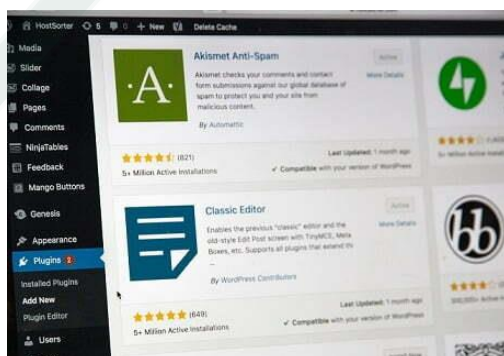 HostSorter 5 0 + New Delete Cache
Media
Slider
Collage
Pages
Comments
NinjaTables
Feedback
Mango Buttons
Genesis
Appearance
Plugins 2
Installed Plugins
Add New
Plugin Editor
Users
·A·
Akismet Anti-Spam
Active
More Details
Akismet checks your comments and contact
form submissions against our global database of
spam to protect you and your site from
malicious content.
By Automattic
(821)
5+ Million Active Installations
Last Updated: 1 month ago
✓ Compatible with your version of WordPress
Classic Editor
Active
More Details
Enables the previous "classic" editor and the
old-style Edit Post screen with TinyMCE, Meta
Boxes, etc. Supports all plugins that extend
By WordPress Contributors
(649)
5+ Million Active Installations
Last Updated: 1 month ago
✓ Compatible with your version of WordPress
bb